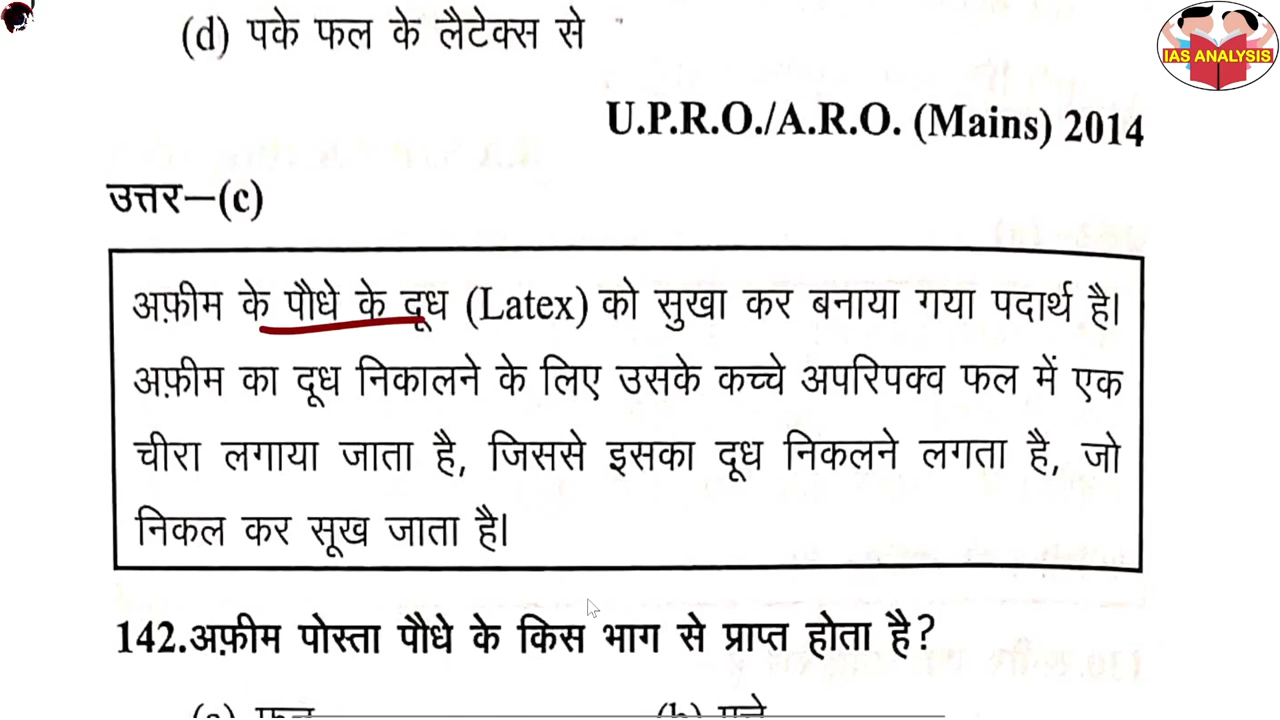 (d) पके फल के लैटेक्स से
IAS ANALYSIS
U.P.R.O./A.R.O. (Mains) 2014
उत्तर–(c)
अफ़ीम के पौधे के दूध (Latex) को सुखा कर बनाया गया पदार्थ है।
अफ़ीम का दूध निकालने के लिए उसके कच्चे अपरिपक्व फल में एक
चीरा लगाया जाता है, जिससे इसका दूध निकलने लगता है, जो
निकल कर सूख जाता है।
142.अफ़ीम पोस्ता पौधे के किस भाग से प्राप्त होता है?